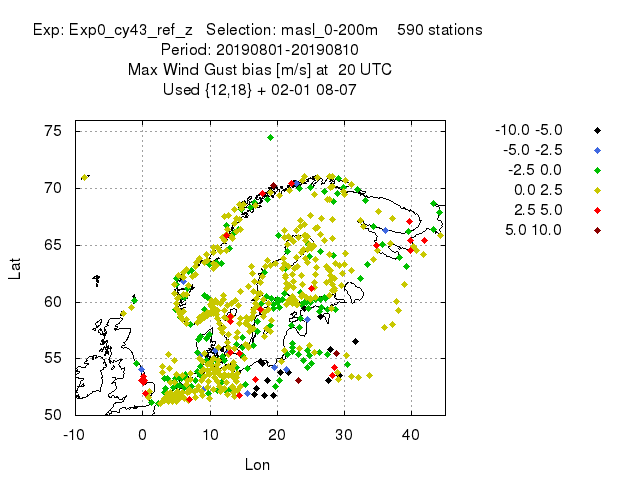 Exp: Exp0_cy43_ref_z Selection: masl_0-200m 590 stations
Period: 20190801-20190810
Max Wind Gust bias [m/s] at 20 UTC
Used {12,18} + 02-01 08-07
75
70
65
60
55
50
-10 0 10 20 30 40
Lat
Lon
-10.0 -5.0
-5.0 -2.5
-2.5 0.0
0.0 2.5
2.5 5.0
5.0 10.0